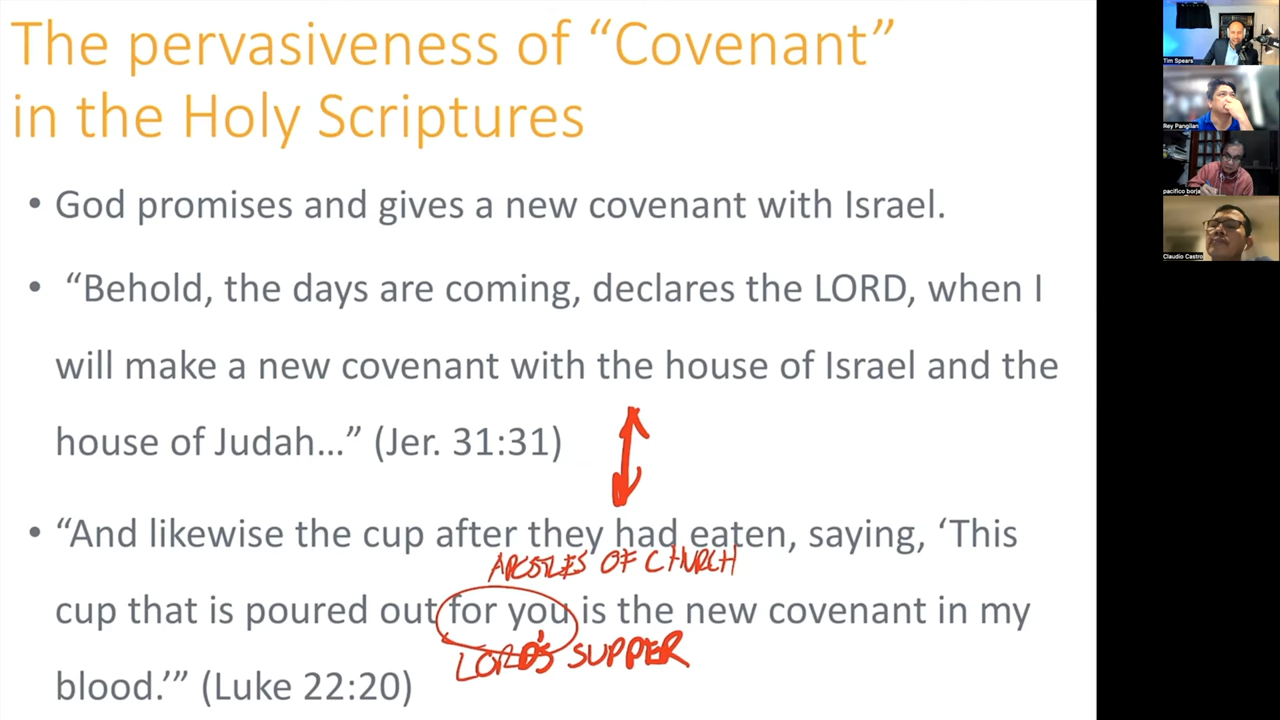 The pervasiveness of “Covenant”
in the Holy Scriptures
• God promises and gives a new covenant with Israel.
• “Behold, the days are coming, declares the LORD, when I
will make a new covenant with the house of Israel and the
house of Judah…” (Jer. 31:31)
• “And likewise the cup after they had eaten, saying, ‘This
APOSTLES OF CHURCH
cup that is poured out for you is the new covenant in my
LORD'S SUPPER
blood.’” (Luke 22:20)
Tim Spears
Rey Pangilan
pacifico borja
Claudio Castro